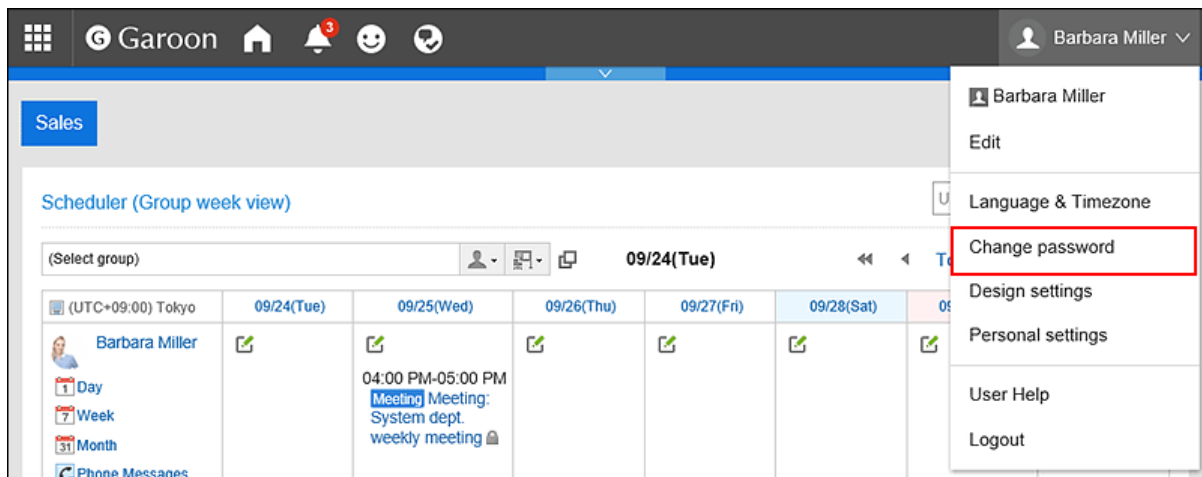 G Garoon
3
Barbara Miller
Sales
Barbara Miller
Edit
Language & Timezone
Change password
Design settings
Personal settings
User Help
Logout
Scheduler (Group week view)
U
(Select group)
09/24(Tue)
(UTC+09:00) Tokyo
09/24(Tue)
09/25(Wed)
09/26(Thu)
09/27(Fri)
09/28(Sat)
Barbara Miller
1 Day
7 Week
31 Month
Phone Messages
04:00 PM-05:00 PM
Meeting Meeting:
System dept.
weekly meeting